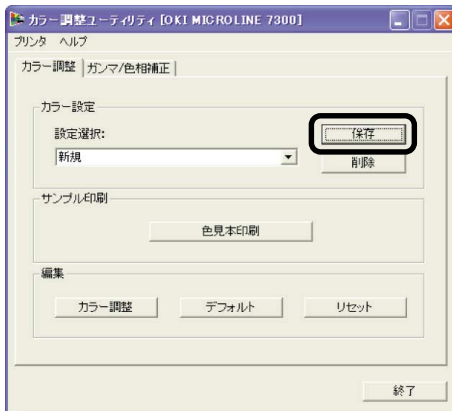 カラー調整ユーティリティ [OKI MICROLINE 7300]
プリンタ ヘルプ
カラー調整 ガンマ/色相補正
カラー設定
設定選択:
新規
保存
削除
サンプル印刷
色見本印刷
編集
カラー調整 デフォルト リセット
終了